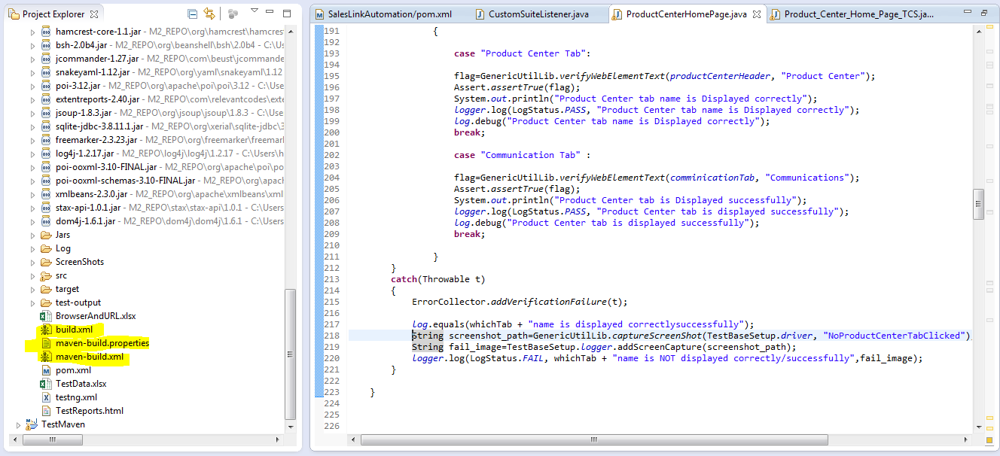 Project Explorer
hamcrest-core-1.1.jar - M2_REPO\org\hamcrest\hamcres
bsh-2.0b4.jar - M2_REPO\org\beanshell\bsh\2.0b4 - C:\Us
jcommander-1.27.jar - M2_REPO\com\beust\jcommande
snakeyaml-1.12.jar - M2_REPO\org\yaml\snakeyaml\1.12
poi-3.12.jar - M2_REPO\org\apache\poi\poi\3.12 - C:\Use
extentreports-2.40.jar - M2_REPO\com\relevantcodes\exte
jsoup-1.8.3.jar - M2_REPO\org\jsoup\jsoup\1.8.3 - C:\Use
sqlite-jdbc-3.8.11.1.jar - M2_REPO\org\xerial\sqlite-jdbc\3
freemarker-2.3.23.jar - M2_REPO\org\freemarker\freemar
log4j-1.2.17.jar - M2_REPO\log4j\log4j\1.2.17 - C:\Users\h
poi-ooxml-3.10-FINAL.jar - M2_REPO\org\apache\poi\po
poi-ooxml-schemas-3.10-FINAL.jar - M2_REPO\org\apach
xmlbeans-2.3.0.jar - M2_REPO\org\apache\xmlbeans\xml
stax-api-1.0.1.jar - M2_REPO\stax\stax-api\1.0.1 - C:\Users
dom4j-1.6.1.jar - M2_REPO\dom4j\dom4j\1.6.1 - C:\Users
Jars
Log
ScreenShots
src
target
test-output
BrowserAndURL.xlsx
build.xml
maven-build.properties
maven-build.xml
pom.xml
TestData.xlsx
testng.xml
TestReports.html
TestMaven
SalesLinkAutomation/pom.xml CustomSuiteListener.java ProductCenterHomePage.java Product_Center_Home_Page_TCS.ja...
191 {
192
193 case "Product Center Tab":
194
195 flag=GenericUtilLib.verifyWebElementText(productCenterHeader, "Product Center");
196 Assert.assertTrue(flag);
197 System.out.println("Product Center tab name is Displayed correctly");
198 logger.log(LogStatus.PASS, "Product Center tab name is Displayed correctly");
199 log.debug("Product Center tab name is Displayed correctly");
200 break;
201
202 case "Communication Tab" :
203
204 flag=GenericUtilLib.verifyWebElementText(comminicationTab, "Communications");
205 Assert.assertTrue(flag);
206 System.out.println("Product Center tab is Displayed successfully");
207 logger.log(LogStatus.PASS, "Product Center tab is displayed successfully");
208 log.debug("Product Center tab is displayed successfully");
209 break;
210
211 }
212 }
213 catch(Throwable t)
214 {
215 ErrorCollector.addVerificationFailure(t);
216
217 log.equals(whichTab + "name is displayed correctlysuccessfully");
218 String screenshot_path=GenericUtilLib.captureScreenShot(TestBaseSetup.driver, "NoProductCenterTabClicked")
219 String fail_image=TestBaseSetup.logger.addScreenCapture(screenshot_path);
220 logger.log(LogStatus.FAIL, whichTab + "name is NOT displayed correctly/successfully",fail_image);
221 }
222
223 }
224
225
226